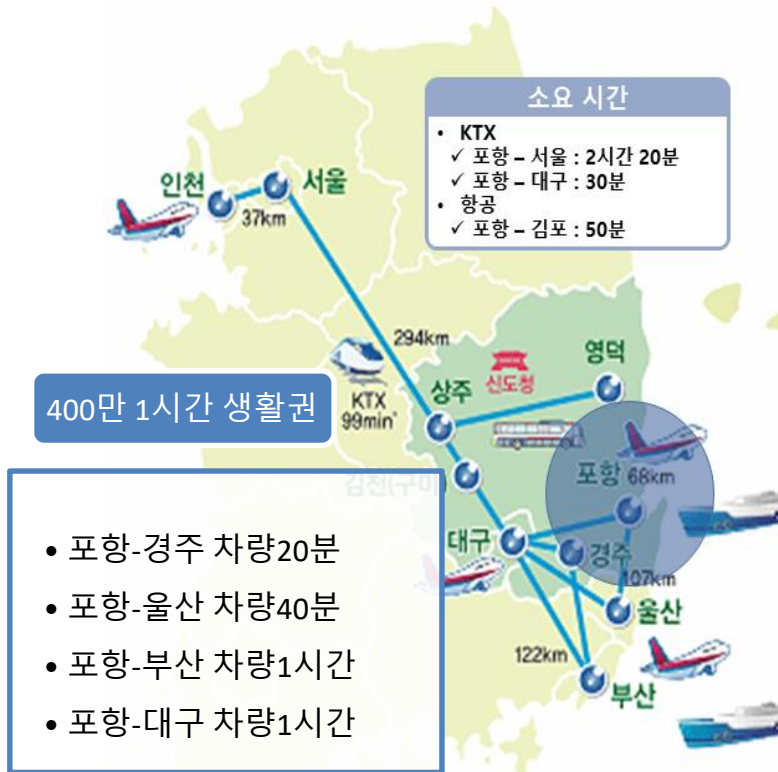 소요 시간
• KTX
✓ 포항 – 서울 : 2시간 20분
✓ 포항 – 대구 : 30분
• 항공
✓ 포항 – 김포 : 50분
인천
서울
37km
294km
영덕
신도청
상주
KTX
99min'
400만 1시간 생활권
김천(구미)
포항
68km
대구
경주
107km
울산
122km
부산
• 포항-경주 차량20분
• 포항-울산 차량40분
• 포항-부산 차량1시간
• 포항-대구 차량1시간